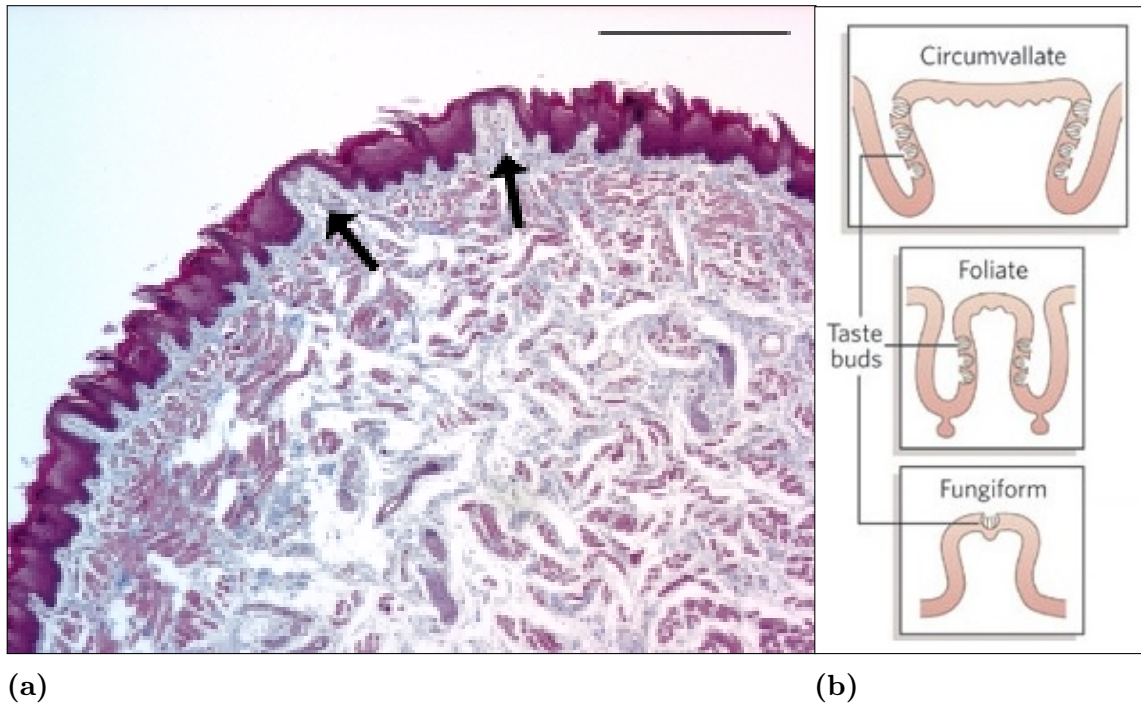 Circumvallate
Foliate
Taste
buds
Fungiform
(a)
(b)